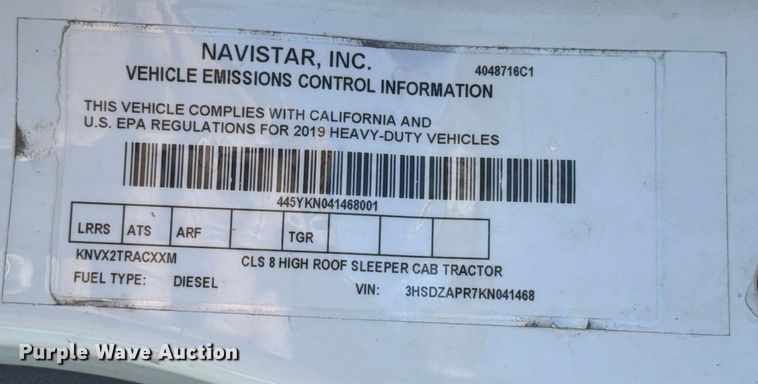 NAVISTAR, INC.
4048716C1
VEHICLE EMISSIONS CONTROL INFORMATION
THIS VEHICLE COMPLIES WITH CALIFORNIA AND
U.S. EPA REGULATIONS FOR 2019 HEAVY-DUTY VEHICLES
445YKN041468001
LRRS ATS ARF TGR
KNVX2TRACXXM CLS 8 HIGH ROOF SLEEPER CAB TRACTOR
FUEL TYPE: DIESEL VIN: 3HSDZAPR7KN041468
Purple Wave Auction